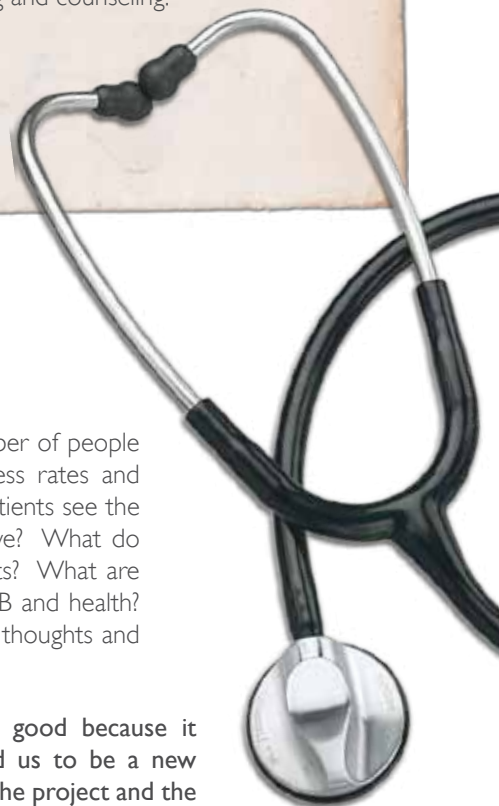 and counseling.
ber of people
ess rates and
tients see the
ve? What do
ts? What are
B and health?
thoughts and
good because it
d us to be a new
he project and the